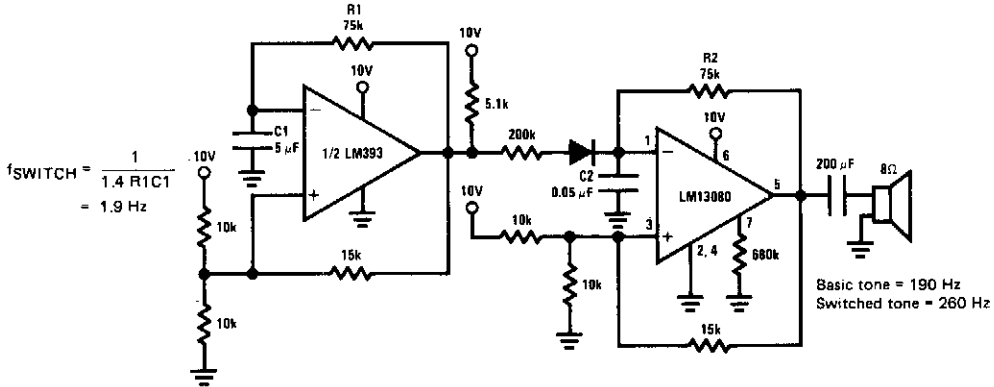 R1
75k
10V
10V
−
C1
5 μF
1/2 LM393
+
5.1k
fSWITCH = 1 / 1.4 R1C1
= 1.9 Hz
10V
10k
10k
15k
200k
10V
10k
10k
R2
75k
10V
1
−
6
C2
0.05 μF
LM13080
5
3
+
7
2, 4
680k
15k
200 μF
8Ω
Basic tone = 190 Hz
Switched tone = 260 Hz